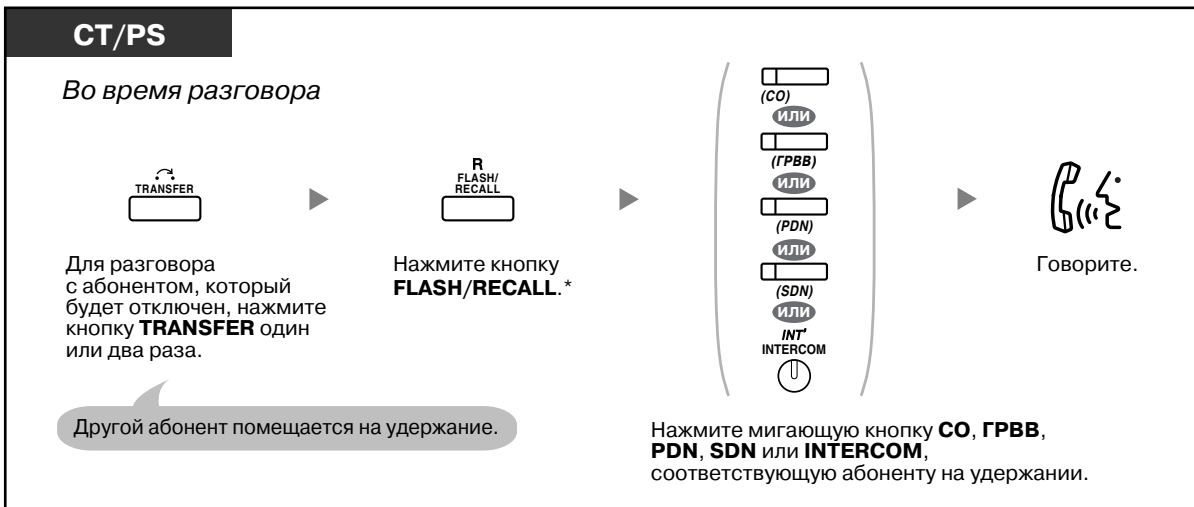 СТ/PS
Во время разговора
TRANSFER
Для разговора
с абонентом, который
будет отключен, нажмите
кнопку TRANSFER один
или два раза.
Другой абонент помещается на удержание.
R
FLASH/
RECALL
Нажмите кнопку
FLASH/RECALL.*
(CO)
ИЛИ
(ГРВВ)
ИЛИ
(PDN)
ИЛИ
(SDN)
ИЛИ
INT'
INTERCOM
Нажмите мигающую кнопку CO, ГРВВ,
PDN, SDN или INTERCOM,
соответствующую абоненту на удержании.
Говорите.